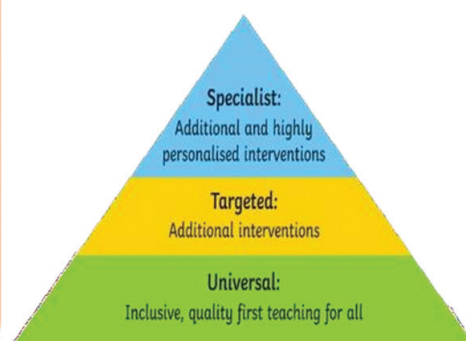 Specialist:
Additional and highly
personalised interventions
Targeted:
Additional interventions
Universal:
Inclusive, quality first teaching for all